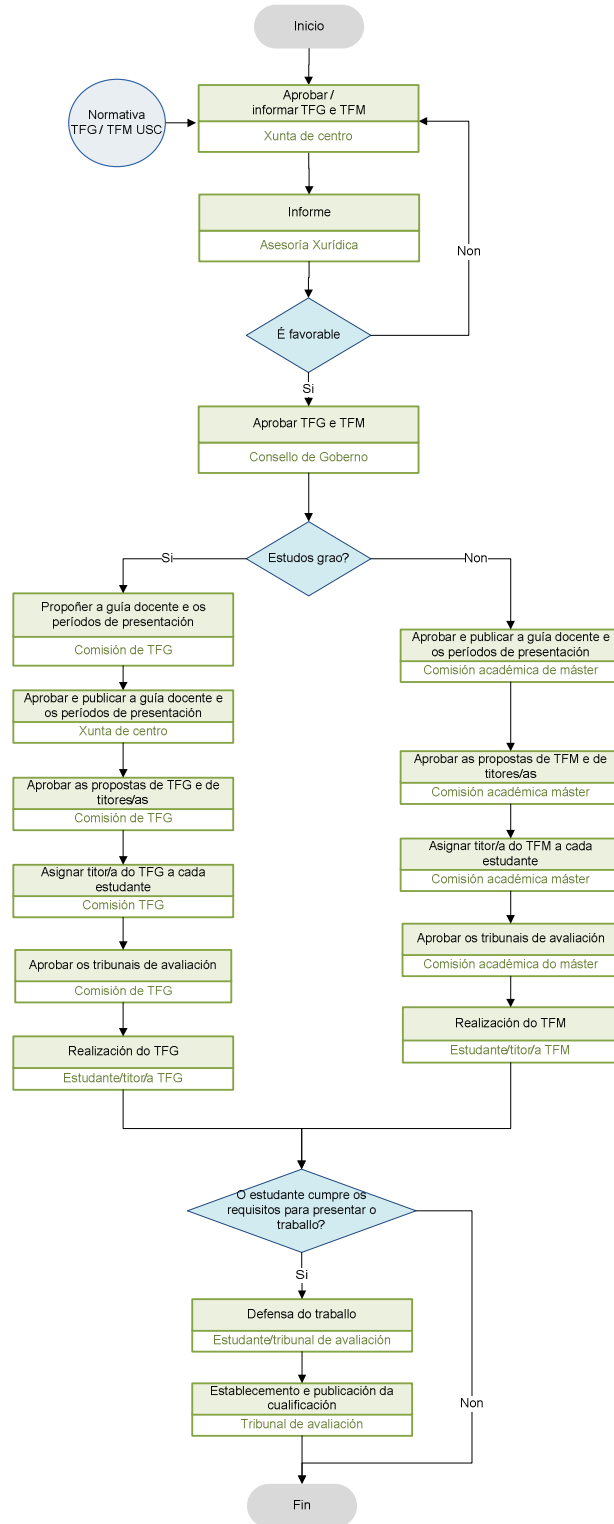 Inicio
Normativa
TFG / TFM USC
Aprobar /
informar TFG e TFM
Xunta de centro
Informe
Asesoría Xurídica
Non
É favorable
Si
Aprobar TFG e TFM
Consello de Goberno
Estudos grao?
Si
Non
Propoñer a guía docente e os
períodos de presentación
Comisión de TFG
Aprobar e publicar a guía docente e
os períodos de presentación
Xunta de centro
Aprobar as propostas de TFG e de
titores/as
Comisión de TFG
Asignar titor/a do TFG a cada
estudante
Comisión TFG
Aprobar os tribunais de avaliación
Comisión de TFG
Realización do TFG
Estudante/titor/a TFG
Aprobar e publicar a guía docente e
os períodos de presentación
Comisión académica de máster
Aprobar as propostas de TFM e de
titores/as
Comisión académica máster
Asignar titor/a do TFM a cada
estudante
Comisión académica máster
Aprobar os tribunais de avaliación
Comisión académica do máster
Realización do TFM
Estudante/titor/a TFM
O estudante cumpre os
requisitos para presentar o
traballo?
Si
Defensa do traballo
Estudante/tribunal de avaliación
Establecemento e publicación da
cualificación
Tribunal de avaliación
Non
Fin